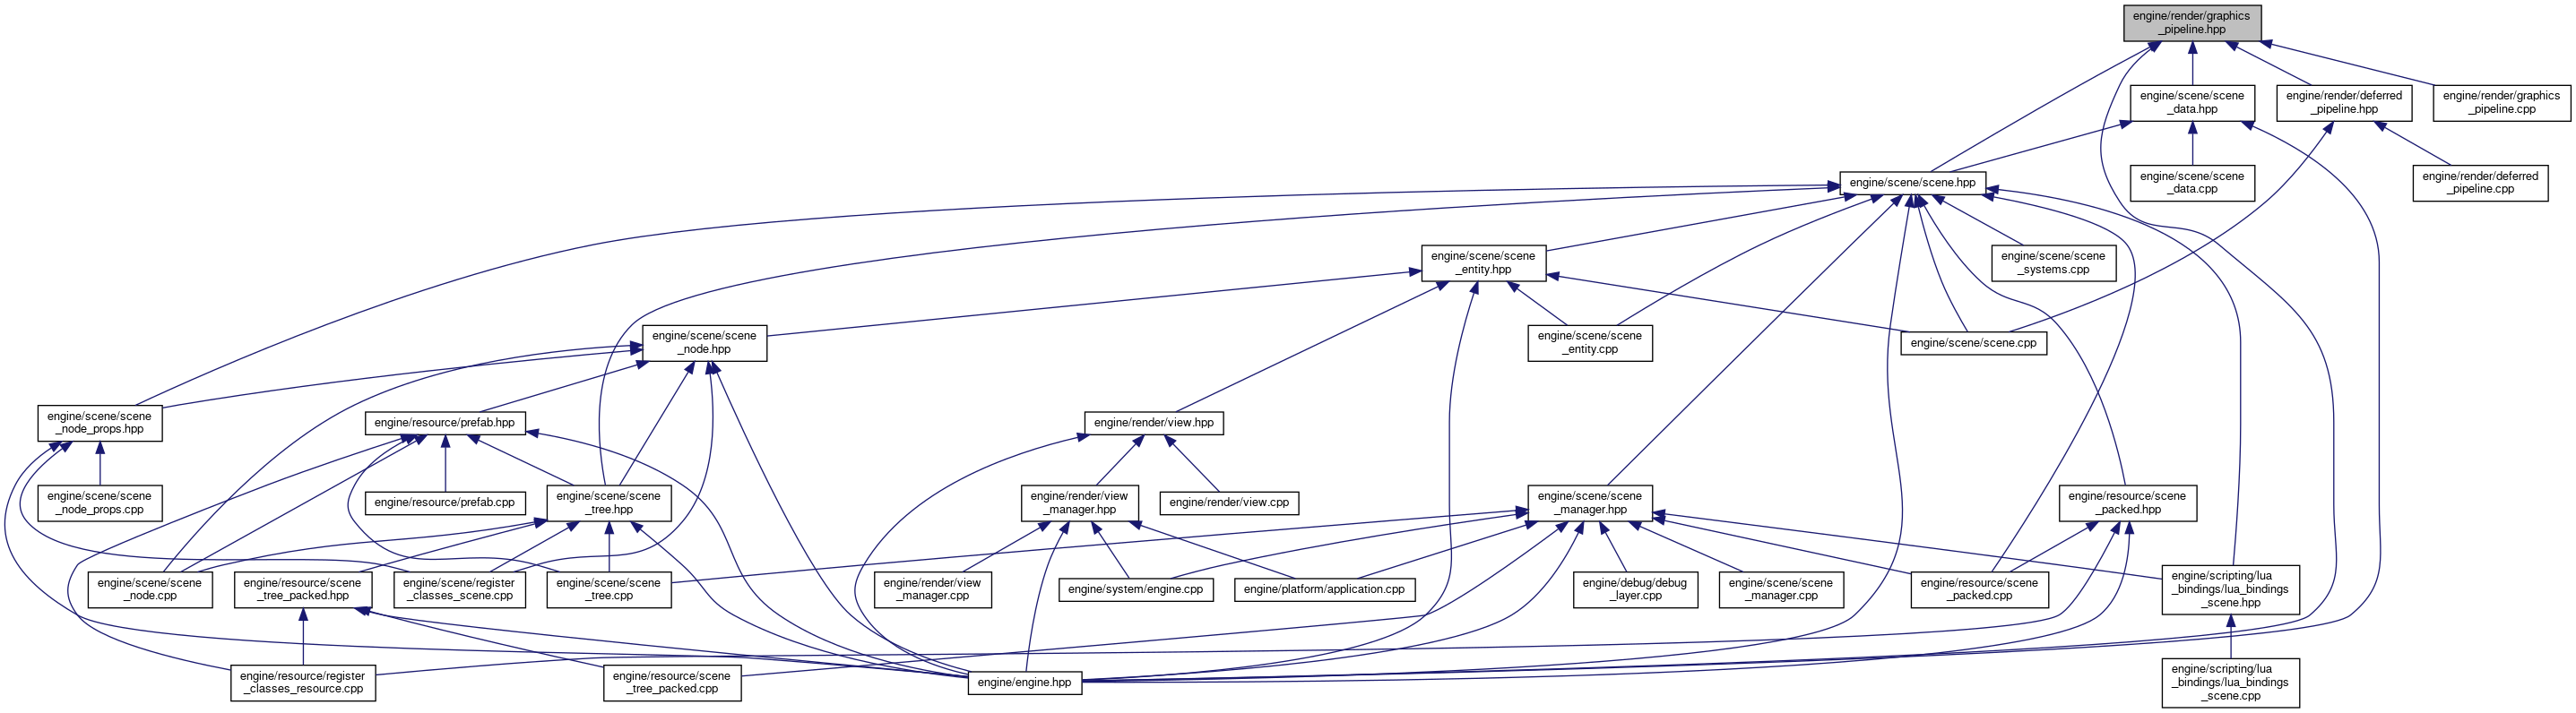 engine/render/graphics
_pipeline.hpp
engine/scene/scene
_data.hpp
engine/render/deferred
_pipeline.hpp
engine/render/graphics
_pipeline.cpp
engine/scene/scene.hpp
engine/scene/scene
_data.cpp
engine/render/deferred
_pipeline.cpp
engine/scene/scene
_entity.hpp
engine/scene/scene
_systems.cpp
engine/scene/scene
_node.hpp
engine/scene/scene
_entity.cpp
engine/scene/scene.cpp
engine/scene/scene
_node_props.hpp
engine/resource/prefab.hpp
engine/render/view.hpp
engine/scene/scene
_node_props.cpp
engine/resource/prefab.cpp
engine/scene/scene
_tree.hpp
engine/render/view
_manager.hpp
engine/render/view.cpp
engine/scene/scene
_manager.hpp
engine/resource/scene
_packed.hpp
engine/scene/scene
_node.cpp
engine/resource/scene
_tree_packed.hpp
engine/scene/register
_classes_scene.cpp
engine/scene/scene
_tree.cpp
engine/render/view
_manager.cpp
engine/system/engine.cpp
engine/platform/application.cpp
engine/debug/debug
_layer.cpp
engine/scene/scene
_manager.cpp
engine/resource/scene
_packed.cpp
engine/scripting/lua
_bindings/lua_bindings
_scene.hpp
engine/resource/register
_classes_resource.cpp
engine/resource/scene
_tree_packed.cpp
engine/engine.hpp
engine/scripting/lua
_bindings/lua_bindings
_scene.cpp